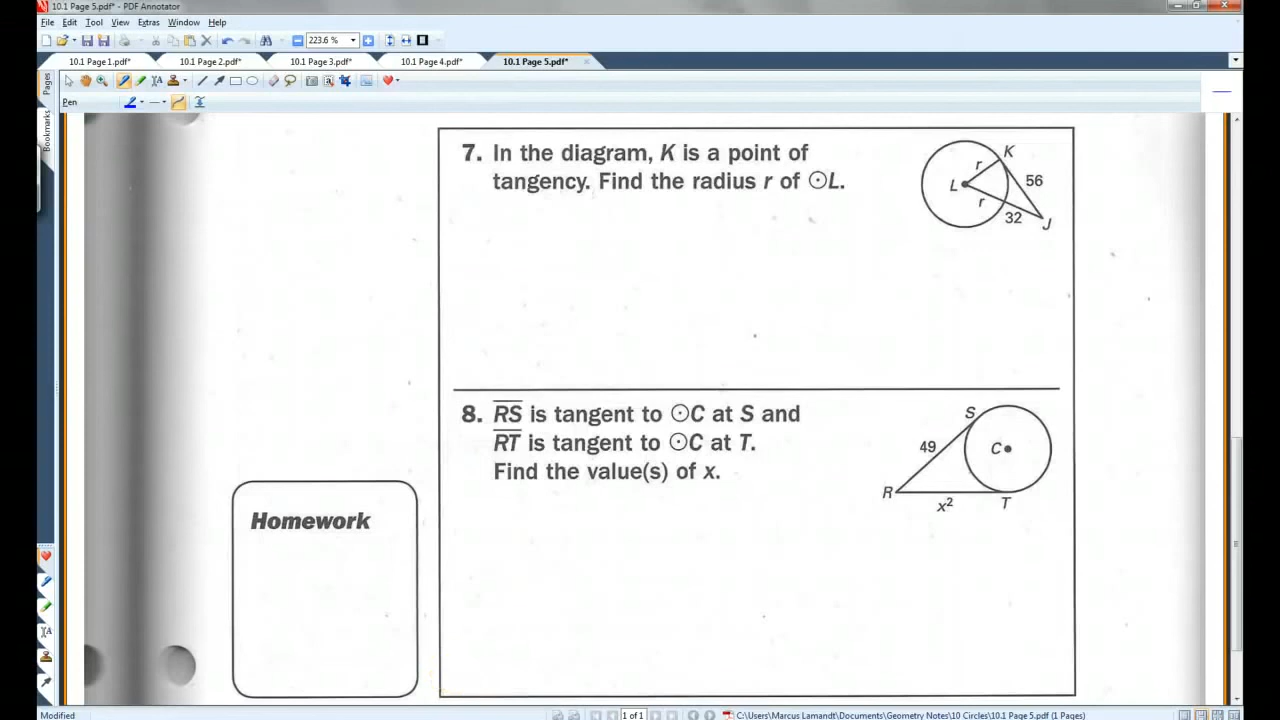 10.1 Page 5.pdf* - PDF Annotator
File Edit Tool View Extras Window Help
223.6 %
10.1 Page 1.pdf* 10.1 Page 2.pdf* 10.1 Page 3.pdf* 10.1 Page 4.pdf* 10.1 Page 5.pdf*
Pages
Bookmarks
Pen
7. In the diagram, K is a point of
tangency. Find the radius r of ⊙L.
K
r
56
L
r
32
J
8. R̅S̅ is tangent to ⊙C at S and
R̅T̅ is tangent to ⊙C at T.
Find the value(s) of x.
S
49
C
R
x²
T
Homework
Modified
1 of 1
C:\Users\Marcus Lamandt\Documents\Geometry Notes\10 Circles\10.1 Page 5.pdf (1 Pages)